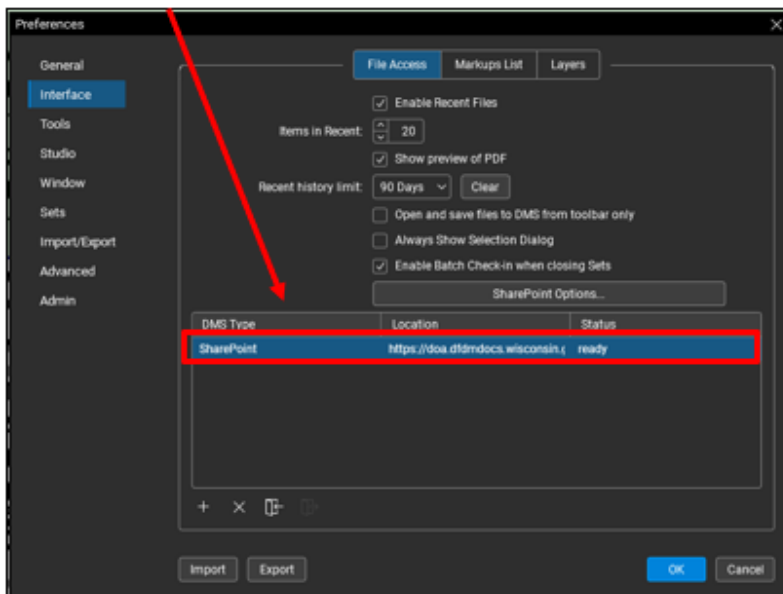 Preferences
General
Interface
Tools
Studio
Window
Sets
Import/Export
Advanced
Admin
File Access Markups List Layers
Enable Recent Files
Items in Recent: 20
Show preview of PDF
Recent history limit: 90 Days Clear
Open and save files to DMS from toolbar only
Always Show Selection Dialog
Enable Batch Check-in when closing Sets
SharePoint Options...
DMS Type Location Status
SharePoint https://doa.dfdmdocs.wisconsin.g ready
Import Export OK Cancel